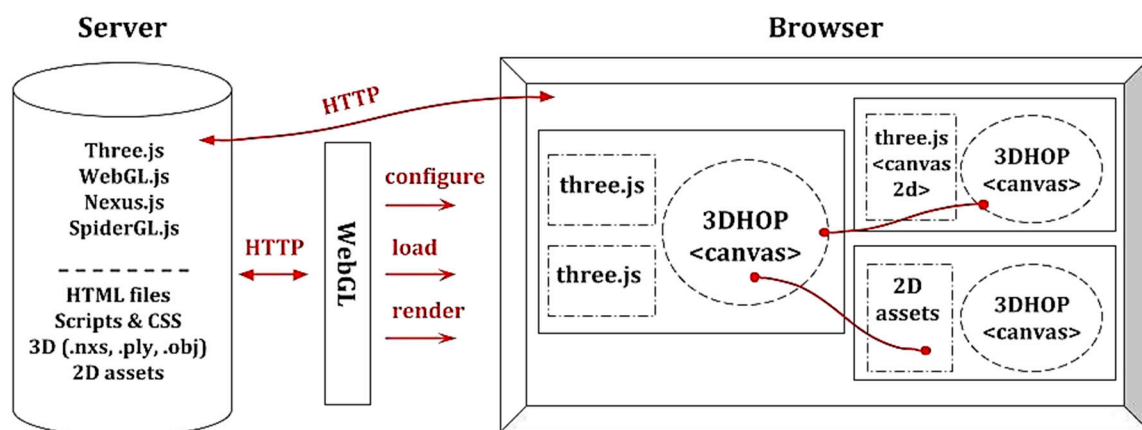 Server
Browser
Three.js
WebGL.js
Nexus.js
SpiderGL.js
HTML files
Scripts & CSS
3D (.nxs, .ply, .obj)
2D assets
HTTP
HTTP
WebGL
configure
load
render
three.js
three.js
3DHOP
<canvas>
three.js
<canvas
2d>
3DHOP
<canvas>
2D
assets
3DHOP
<canvas>